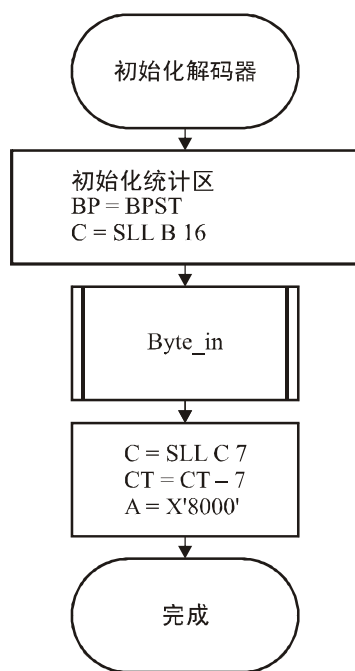 初始化解码器
初始化统计区
BP = BPST
C = SLL B 16
Byte_in
C = SLL C 7
CT = CT – 7
A = X'8000'
完成